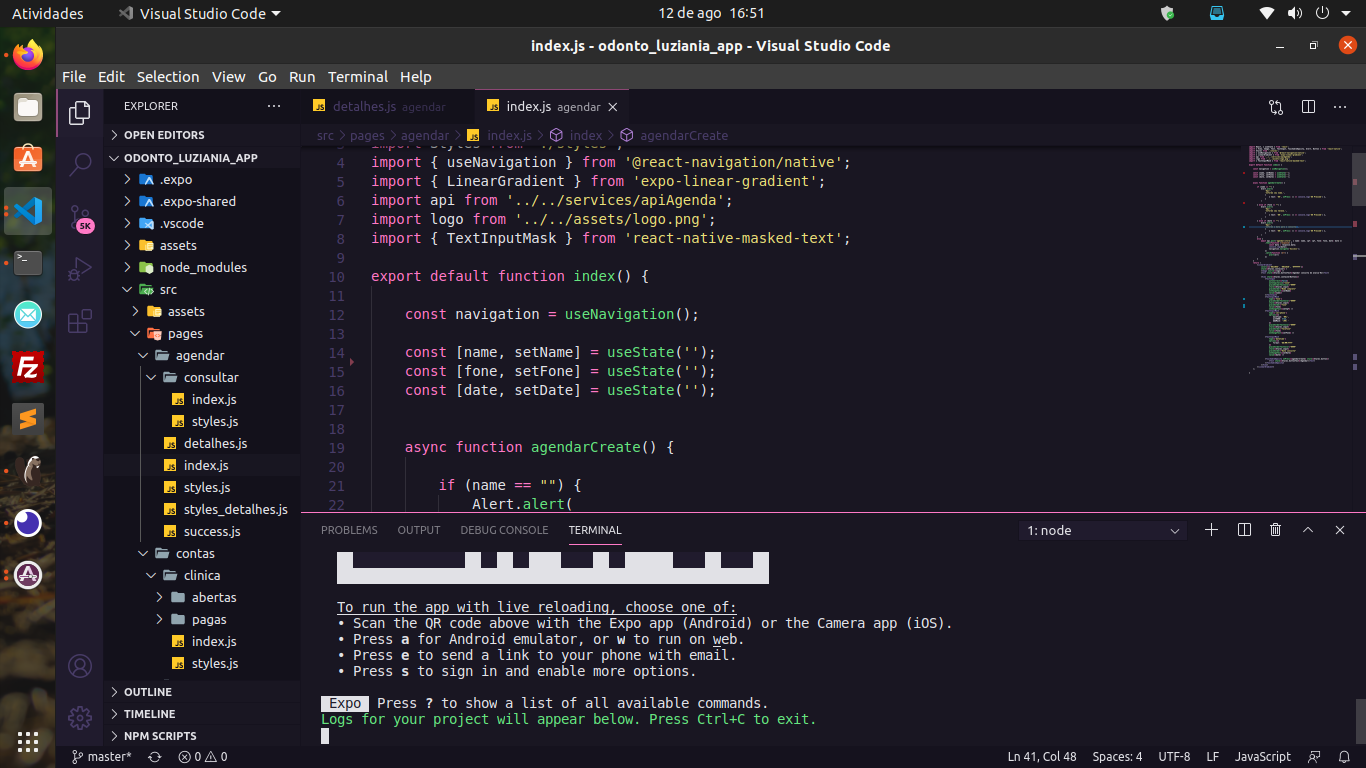 Atividades
Visual Studio Code
12 de ago 16:51
index.js - odonto_luziania_app - Visual Studio Code
File Edit Selection View Go Run Terminal Help
EXPLORER
OPEN EDITORS
ODONTO_LUZIANIA_APP
.expo
.expo-shared
.vscode
assets
node_modules
src
assets
pages
agendar
consultar
index.js
styles.js
detalhes.js
index.js
styles.js
styles_detalhes.js
success.js
contas
clinica
abertas
pagas
index.js
styles.js
OUTLINE
TIMELINE
NPM SCRIPTS
5K
detalhes.js agendar
index.js agendar
src > pages > agendar > index.js > index > agendarCreate
4 import { useNavigation } from '@react-navigation/native';
5 import { LinearGradient } from 'expo-linear-gradient';
6 import api from '../../services/apiAgenda';
7 import logo from '../../assets/logo.png';
8 import { TextInputMask } from 'react-native-masked-text';
9
10 export default function index() {
11
12 const navigation = useNavigation();
13
14 const [name, setName] = useState('');
15 const [fone, setFone] = useState('');
16 const [date, setDate] = useState('');
17
18
19 async function agendarCreate() {
20
21 if (name == "") {
22 Alert.alert(
PROBLEMS OUTPUT DEBUG CONSOLE TERMINAL
1: node
To run the app with live reloading, choose one of:
• Scan the QR code above with the Expo app (Android) or the Camera app (iOS).
• Press a for Android emulator, or w to run on web.
• Press e to send a link to your phone with email.
• Press s to sign in and enable more options.
Expo Press ? to show a list of all available commands.
Logs for your project will appear below. Press Ctrl+C to exit.
master* 0 0 Ln 41, Col 48 Spaces: 4 UTF-8 LF JavaScript